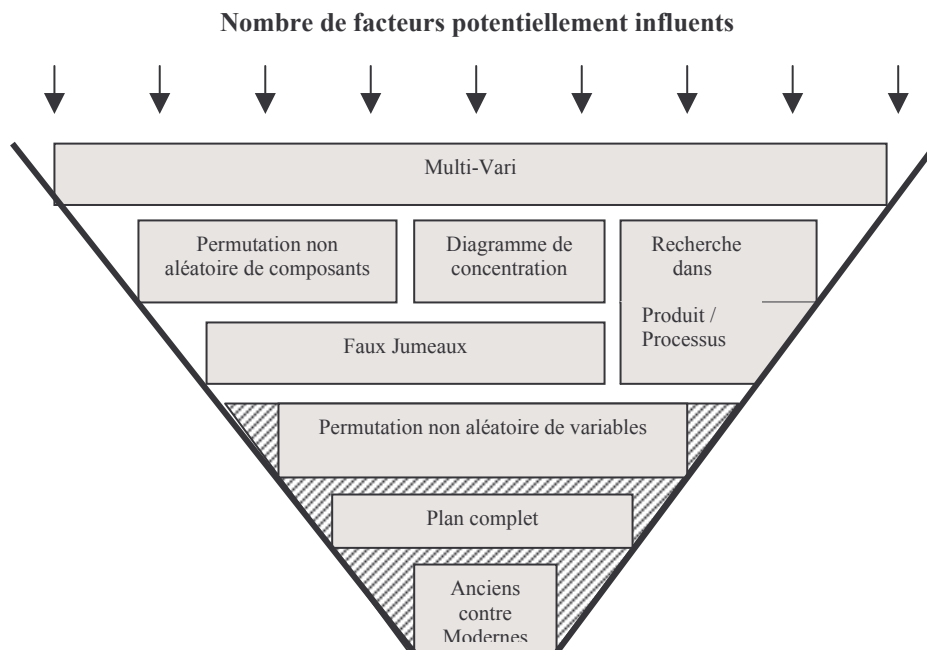 Nombre de facteurs potentiellement influents
Multi-Vari
Permutation non
aléatoire de composants
Diagramme de
concentration
Recherche
dans
Produit /
Processus
Faux Jumeaux
Permutation non aléatoire de variables
Plan complet
Anciens
contre
Modernes